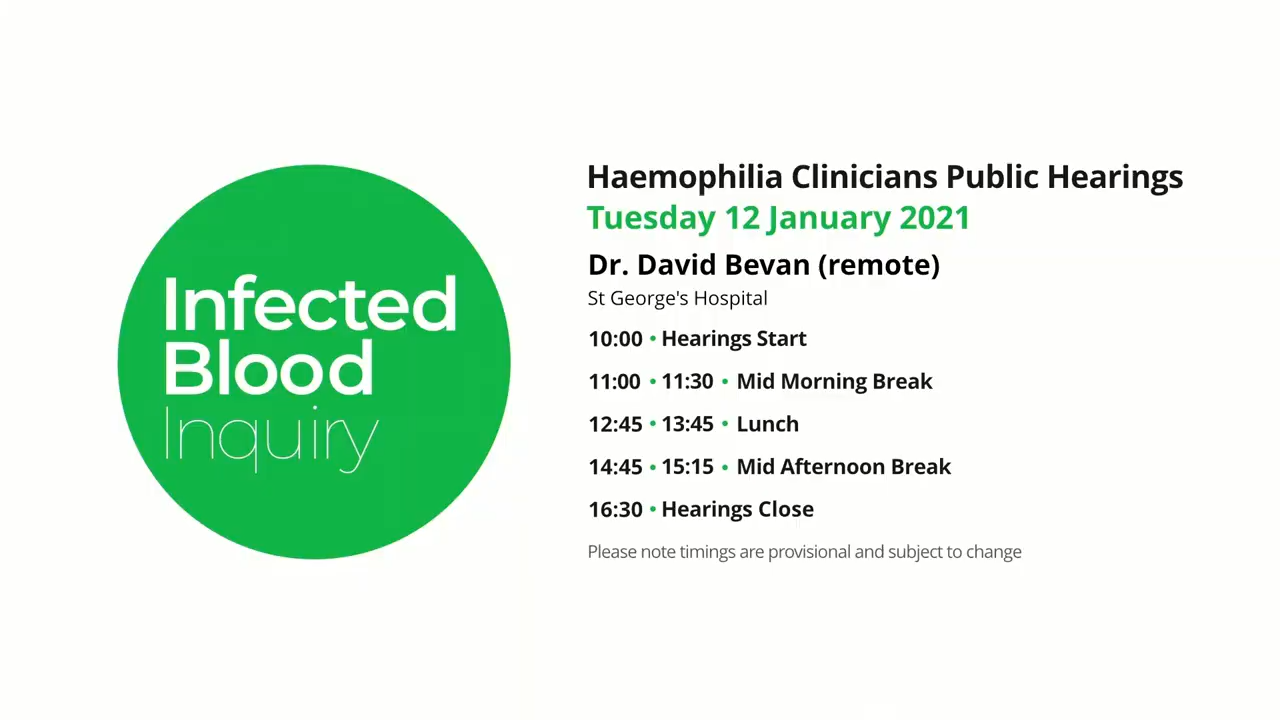 Infected
Blood
Inquiry
Haemophilia Clinicians Public Hearings
Tuesday 12 January 2021
Dr. David Bevan (remote)
St George's Hospital
10:00 • Hearings Start
11:00 • 11:30 • Mid Morning Break
12:45 • 13:45 • Lunch
14:45 • 15:15 • Mid Afternoon Break
16:30 • Hearings Close
Please note timings are provisional and subject to change